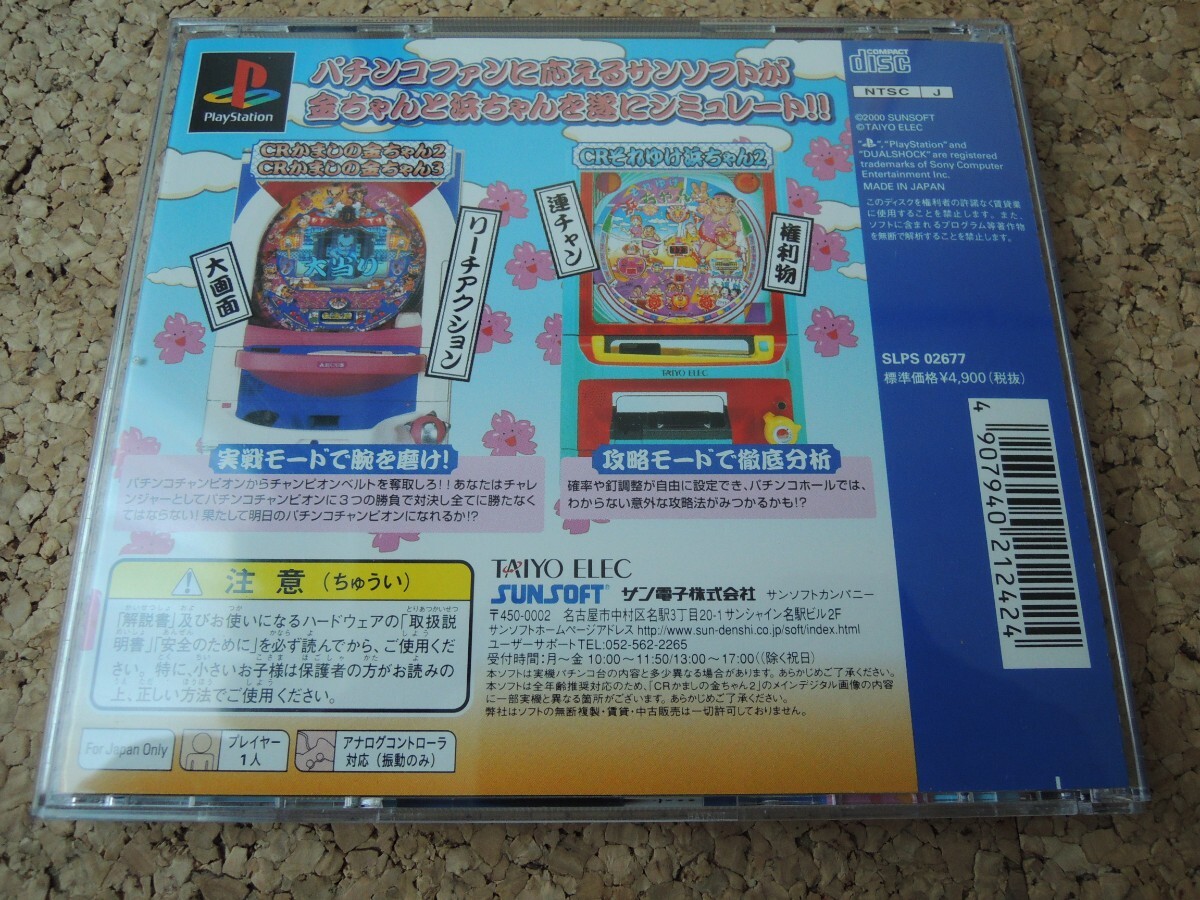 PlayStation
パチンコファンに応えるサンソフトが
金ちゃんと浜ちゃんを遂にシミュレート!!
CRかましの金ちゃん2
CRかましの金ちゃん3
大画面
大当り
リーチアクション
CRそれゆけ浜ちゃん2
連チャン
権利物
TAIYO ELEC
実戦モードで腕を磨け!
パチンコチャンピオンからチャンピオンベルトを奪取しろ!!あなたはチャレ
ンジャーとしてパチンコチャンピオンに3つの勝負で対決し全てに勝たなく
てはならない!果たして明日のパチンコチャンピオンになれるか!?
攻略モードで徹底分析
確率や釘調整が自由に設定でき、パチンコホールでは、
わからない意外な攻略法がみつかるかも!?
注意(ちゅうい)
「解説書」及びお使いになるハードウェアの「取扱説
明書」「安全のために」を必ず読んでから、ご使用くだ
さい。特に、小さいお子様は保護者の方がお読みの
上、正しい方法でご使用ください。
For Japan Only
プレイヤー
1人
アナログコントローラ
対応(振動のみ)
TAIYO ELEC
SUNSOFT® サン電子株式会社 サンソフトカンパニー
〒450-0002 名古屋市中村区名駅3丁目20-1サンシャイン名駅ビル2F
サンソフトホームページアドレス http://www.sun-denshi.co.jp/soft/index.html
ユーザーサポートTEL:052-562-2265
受付時間:月〜金 10:00〜11:50/13:00〜17:00((除く祝日)
本ソフトは実機パチンコ台の内容と多少異なる場合があります。あらかじめご了承ください。
本ソフトは全年齢推奨対応のため、「CRかましの金ちゃん2」のメインデジタル画像の内容
に一部実機と異なる箇所がございます。あらかじめご了承ください。
弊社はソフトの無断複製・賃貸・中古販売は一切許可しておりません。
COMPACT
disc
NTSC J
©2000 SUNSOFT
©TAIYO ELEC
" ", "PlayStation" and
"DUALSHOCK" are registered
trademarks of Sony Computer
Entertainment Inc.
MADE IN JAPAN
このディスクを権利者の許諾なく賃貸業
に使用することを禁止します。また、
ソフトに含まれるプログラム等著作物
を無断で解析することを禁じます。
SLPS 02677
標準価格¥4,900(税抜)
4 907940 212424